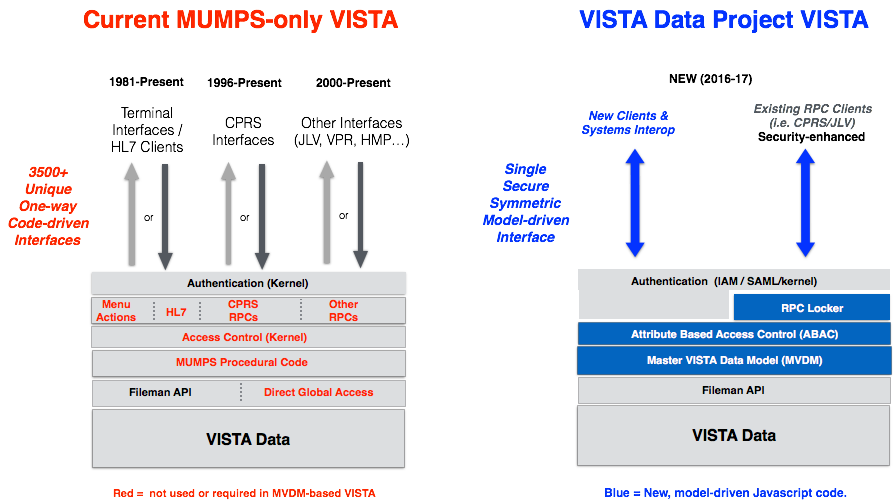 Current MUMPS-only VISTA
1981-Present
1996-Present
2000-Present
Terminal
Interfaces /
HL7 Clients
CPRS
Interfaces
Other Interfaces
(JLV, VPR, HMP…)
3500+
Unique
One-way
Code-driven
Interfaces
or
or
or
Authentication (Kernel)
Menu
Actions
HL7
CPRS
RPCs
Other
RPCs
Access Control (Kernel)
MUMPS Procedural Code
Fileman API
Direct Global Access
VISTA Data
Red = not used or required in MVDM-based VISTA
VISTA Data Project VISTA
NEW (2016-17)
New Clients &
Systems Interop
Existing RPC Clients
(i.e. CPRS/JLV)
Security-enhanced
Single
Secure
Symmetric
Model-driven
Interface
Authentication (IAM / SAML/kernel)
RPC Locker
Attribute Based Access Control (ABAC)
Master VISTA Data Model (MVDM)
Fileman API
VISTA Data
Blue = New, model-driven Javascript code.